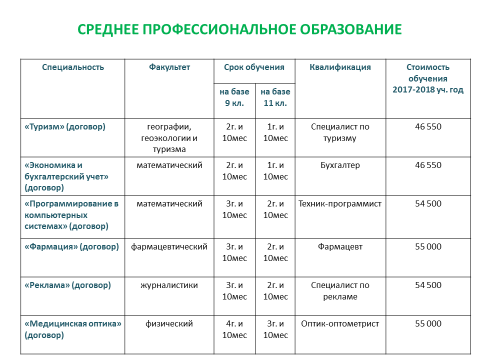 СРЕДНЕЕ ПРОФЕССИОНАЛЬНОЕ ОБРАЗОВАНИЕ
Специальность Факультет Срок обучения Квалификация Стоимость
обучения
2017-2018 уч. год
на базе на базе
9 кл. 11 кл.
«Туризм» (договор) географии, 2г. и 1г. и Специалист по 46 550
геоэкологии и 10мес 10мес туризму
туризма
«Экономика и математический 2г. и 1г. и Бухгалтер 46 550
бухгалтерский учет» 10мес 10мес
(договор)
«Программирование в математический 3г. и 2г. и Техник-программист 54 500
компьютерных 10мес 10мес
системах» (договор)
«Фармация» (договор) фармацевтический 3г. и 2г. и Фармацевт 55 000
10мес 10мес
«Реклама» (договор) журналистики 3г. и 2г. и Специалист по 54 500
10мес 10мес рекламе
«Медицинская оптика» физический 4г. и 3г. и Оптик-оптометрист 55 000
(договор) 10мес 10мес